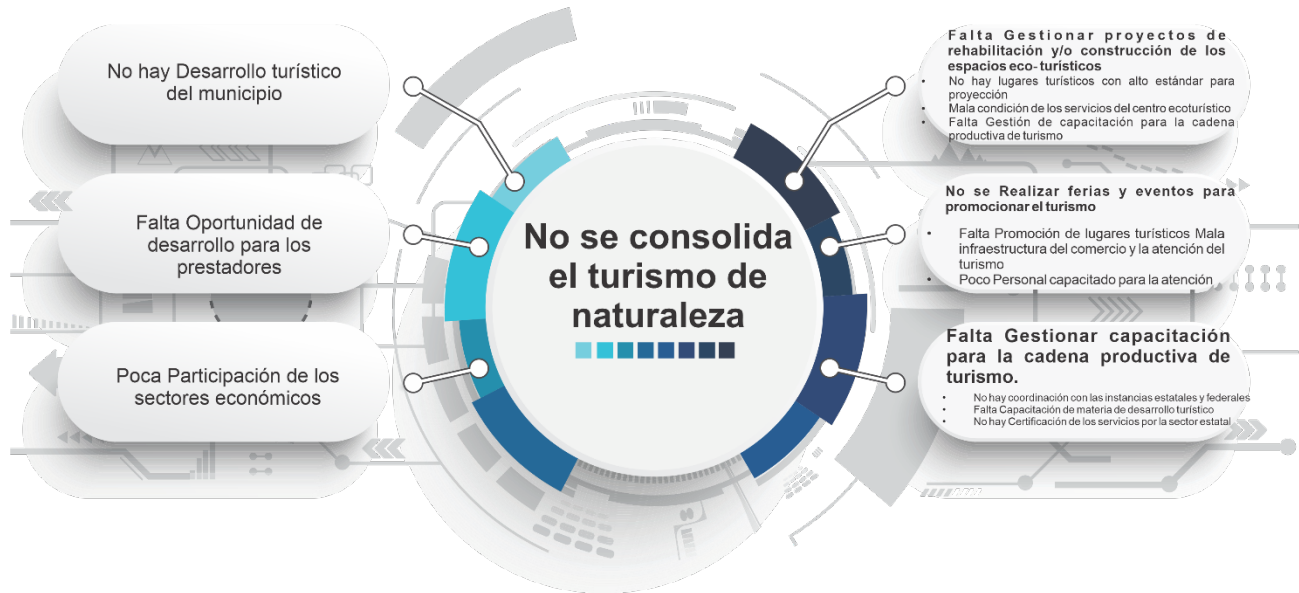 No hay Desarrollo turístico
del municipio
Falta Oportunidad de
desarrollo para los
prestadores
Poca Participación de los
sectores económicos
No se consolida
el turismo de
naturaleza
Falta Gestionar proyectos de
rehabilitación y/o construcción de los
espacios eco- turísticos
• No hay lugares turísticos con alto estándar para
proyección
• Mala condición de los servicios del centro ecoturístico
• Falta Gestión de capacitación para la cadena
productiva de turismo
No se Realizar ferias y eventos para
promocionar el turismo
• Falta Promoción de lugares turísticos Mala
infraestructura del comercio y la atención del
turismo
• Poco Personal capacitado para la atención
Falta Gestionar capacitación
para la cadena productiva de
turismo.
• No hay coordinación con las instancias estatales y federales
• Falta Capacitación de materia de desarrollo turístico
• No hay Certificación de los servicios por la sector estatal